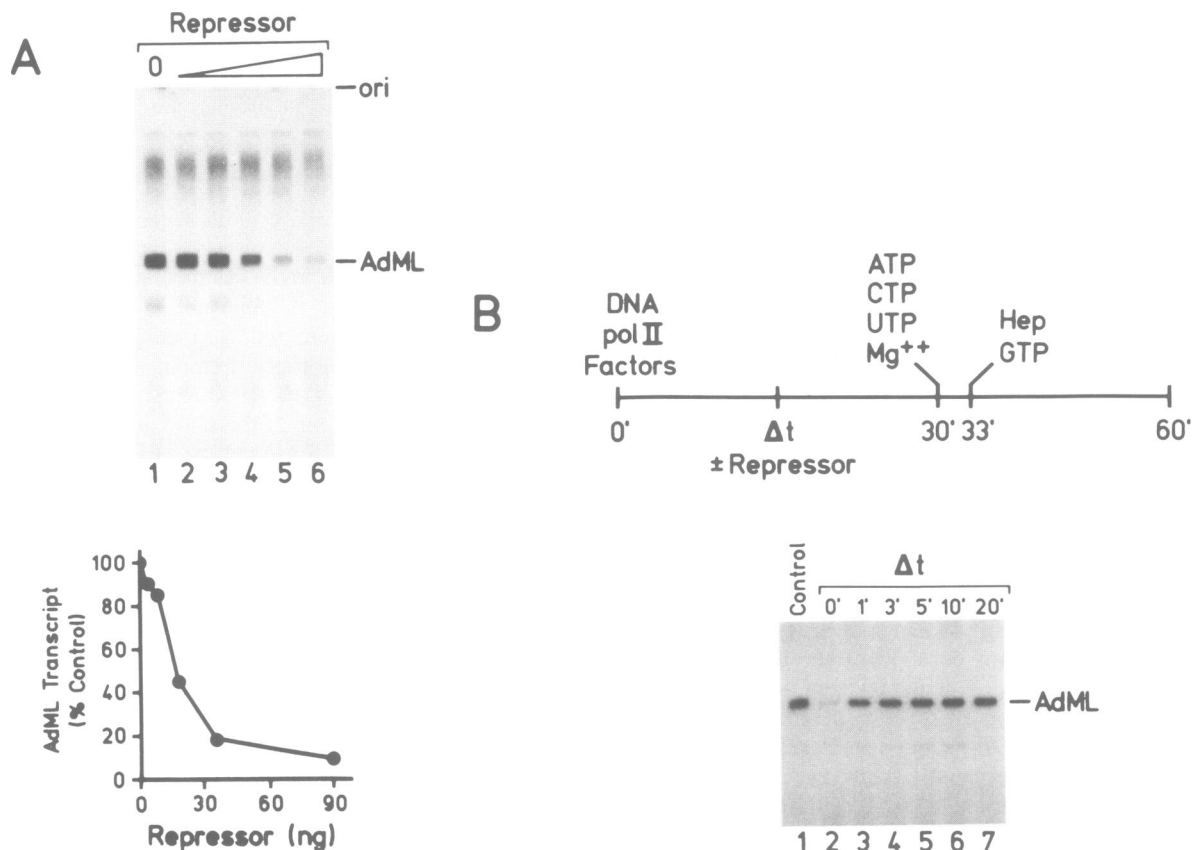 A
Repressor
0
ori
AdML
1 2 3 4 5 6
AdML Transcript
(% Control)
100
80
60
40
20
0
0 30 60 90
Repressor (ng)
B
DNA
pol II
Factors
ATP
CTP
UTP
Mg++
Hep
GTP
0' Δt 30' 33' 60'
± Repressor
Control
Δt
0' 1' 3' 5' 10' 20'
AdML
1 2 3 4 5 6 7